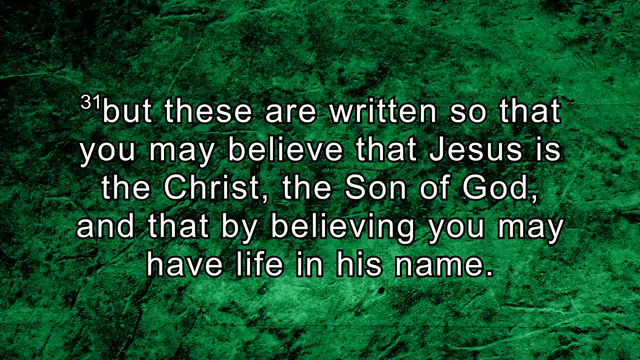 31but these are written so that
you may believe that Jesus is
the Christ, the Son of God,
and that by believing you may
have life in his name.